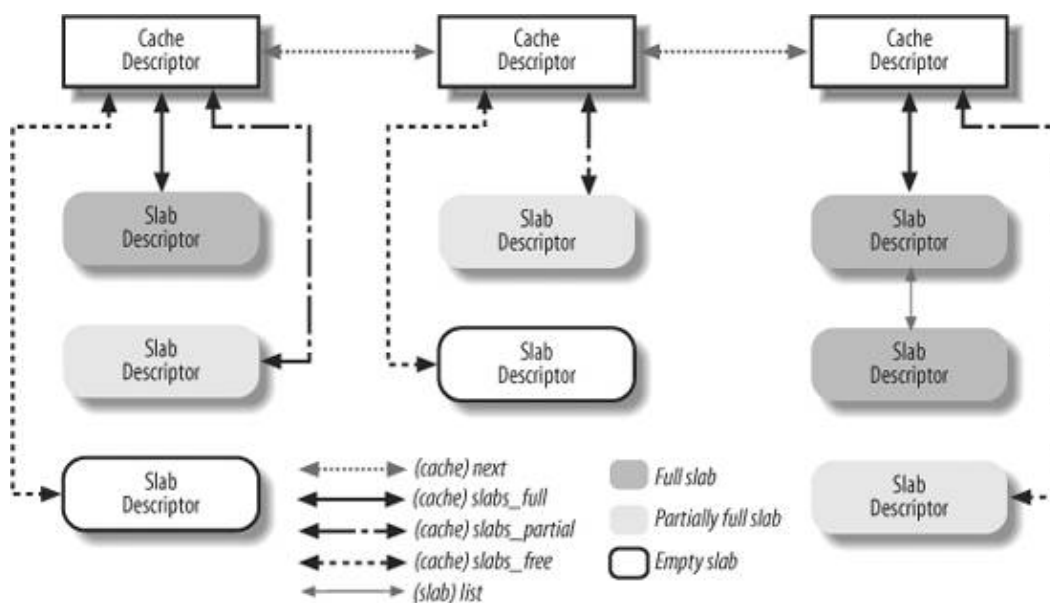 Cache
Descriptor
Cache
Descriptor
Cache
Descriptor
Slab
Descriptor
Slab
Descriptor
Slab
Descriptor
Slab
Descriptor
Slab
Descriptor
Slab
Descriptor
Slab
Descriptor
Slab
Descriptor
(cache) next
(cache) slabs_full
(cache) slabs_partial
(cache) slabs_free
(slab) list
Full slab
Partially full slab
Empty slab